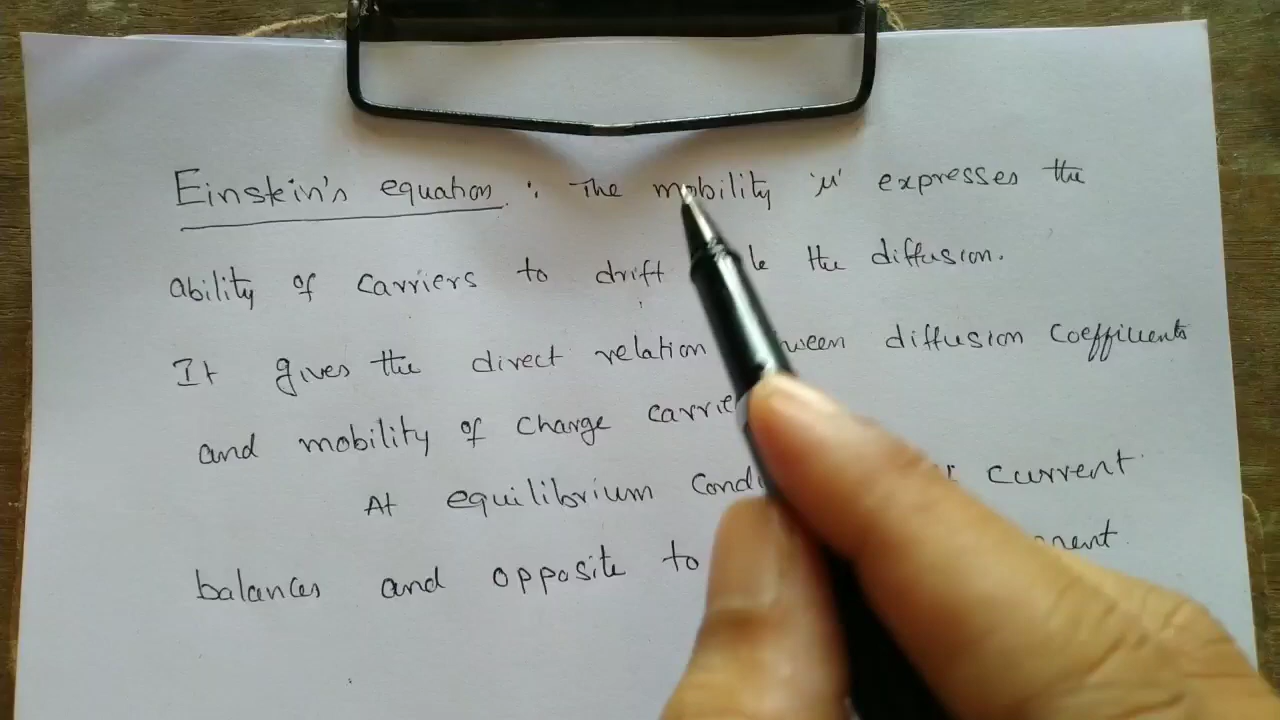 Einstein's equation : The mobility 'μ' expresses the
ability of carriers to drift the diffusion.
It gives the direct relation diffusion coefficients
and mobility of charge
At equilibrium current
balances and opposite to